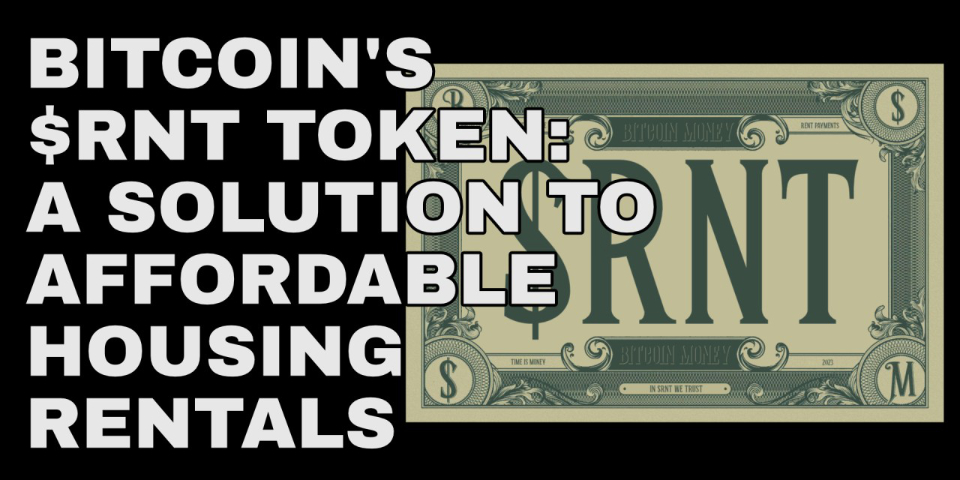 BITCOIN'S
$RNT TOKEN:
A SOLUTION TO
AFFORDABLE
HOUSING
RENTALS
$
BITCOIN MONEY
RENT PAYMENTS
$RNT
TIME IS MONEY
BITCOIN MONEY
2023
$
IN $RNT WE TRUST
M